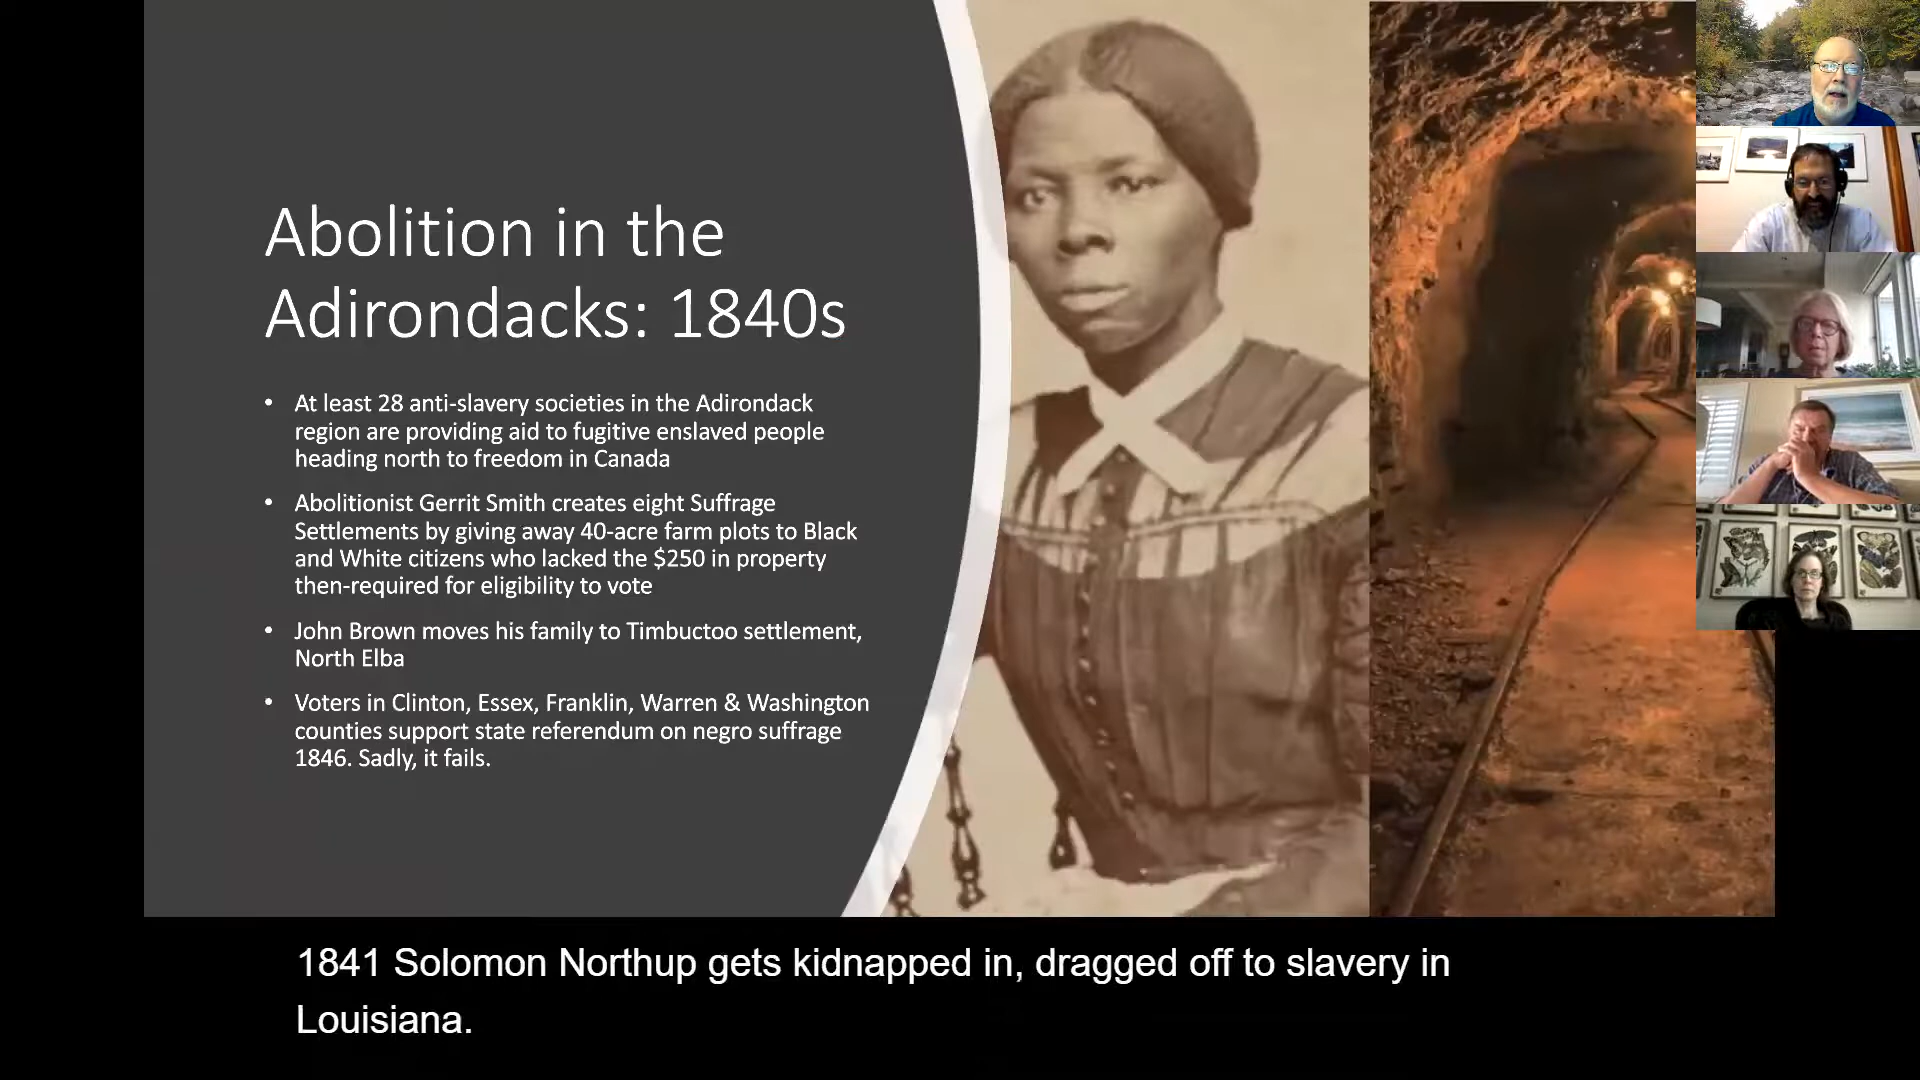 Abolition in the
Adirondacks: 1840s
• At least 28 anti-slavery societies in the Adirondack
region are providing aid to fugitive enslaved people
heading north to freedom in Canada
• Abolitionist Gerrit Smith creates eight Suffrage
Settlements by giving away 40-acre farm plots to Black
and White citizens who lacked the $250 in property
then-required for eligibility to vote
• John Brown moves his family to Timbuctoo settlement,
North Elba
• Voters in Clinton, Essex, Franklin, Warren & Washington
counties support state referendum on negro suffrage
1846. Sadly, it fails.
1841 Solomon Northup gets kidnapped in, dragged off to slavery in
Louisiana.